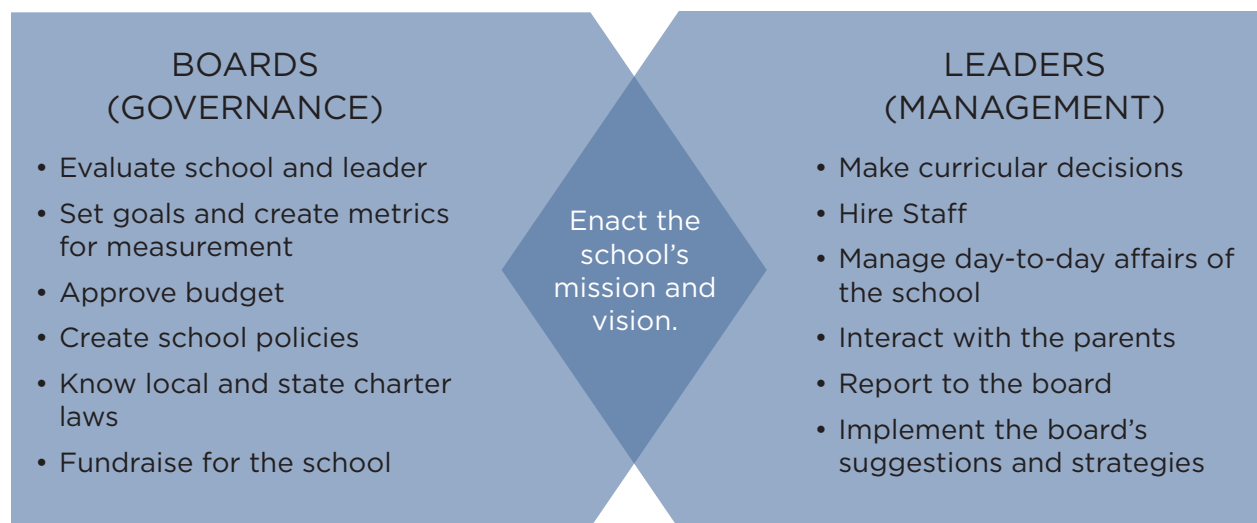 BOARDS
(GOVERNANCE)
• Evaluate school and leader
• Set goals and create metrics
for measurement
• Approve budget
• Create school policies
• Know local and state charter
laws
• Fundraise for the school
Enact the
school’s
mission and
vision.
LEADERS
(MANAGEMENT)
• Make curricular decisions
• Hire Staff
• Manage day-to-day affairs of
the school
• Interact with the parents
• Report to the board
• Implement the board’s
suggestions and strategies